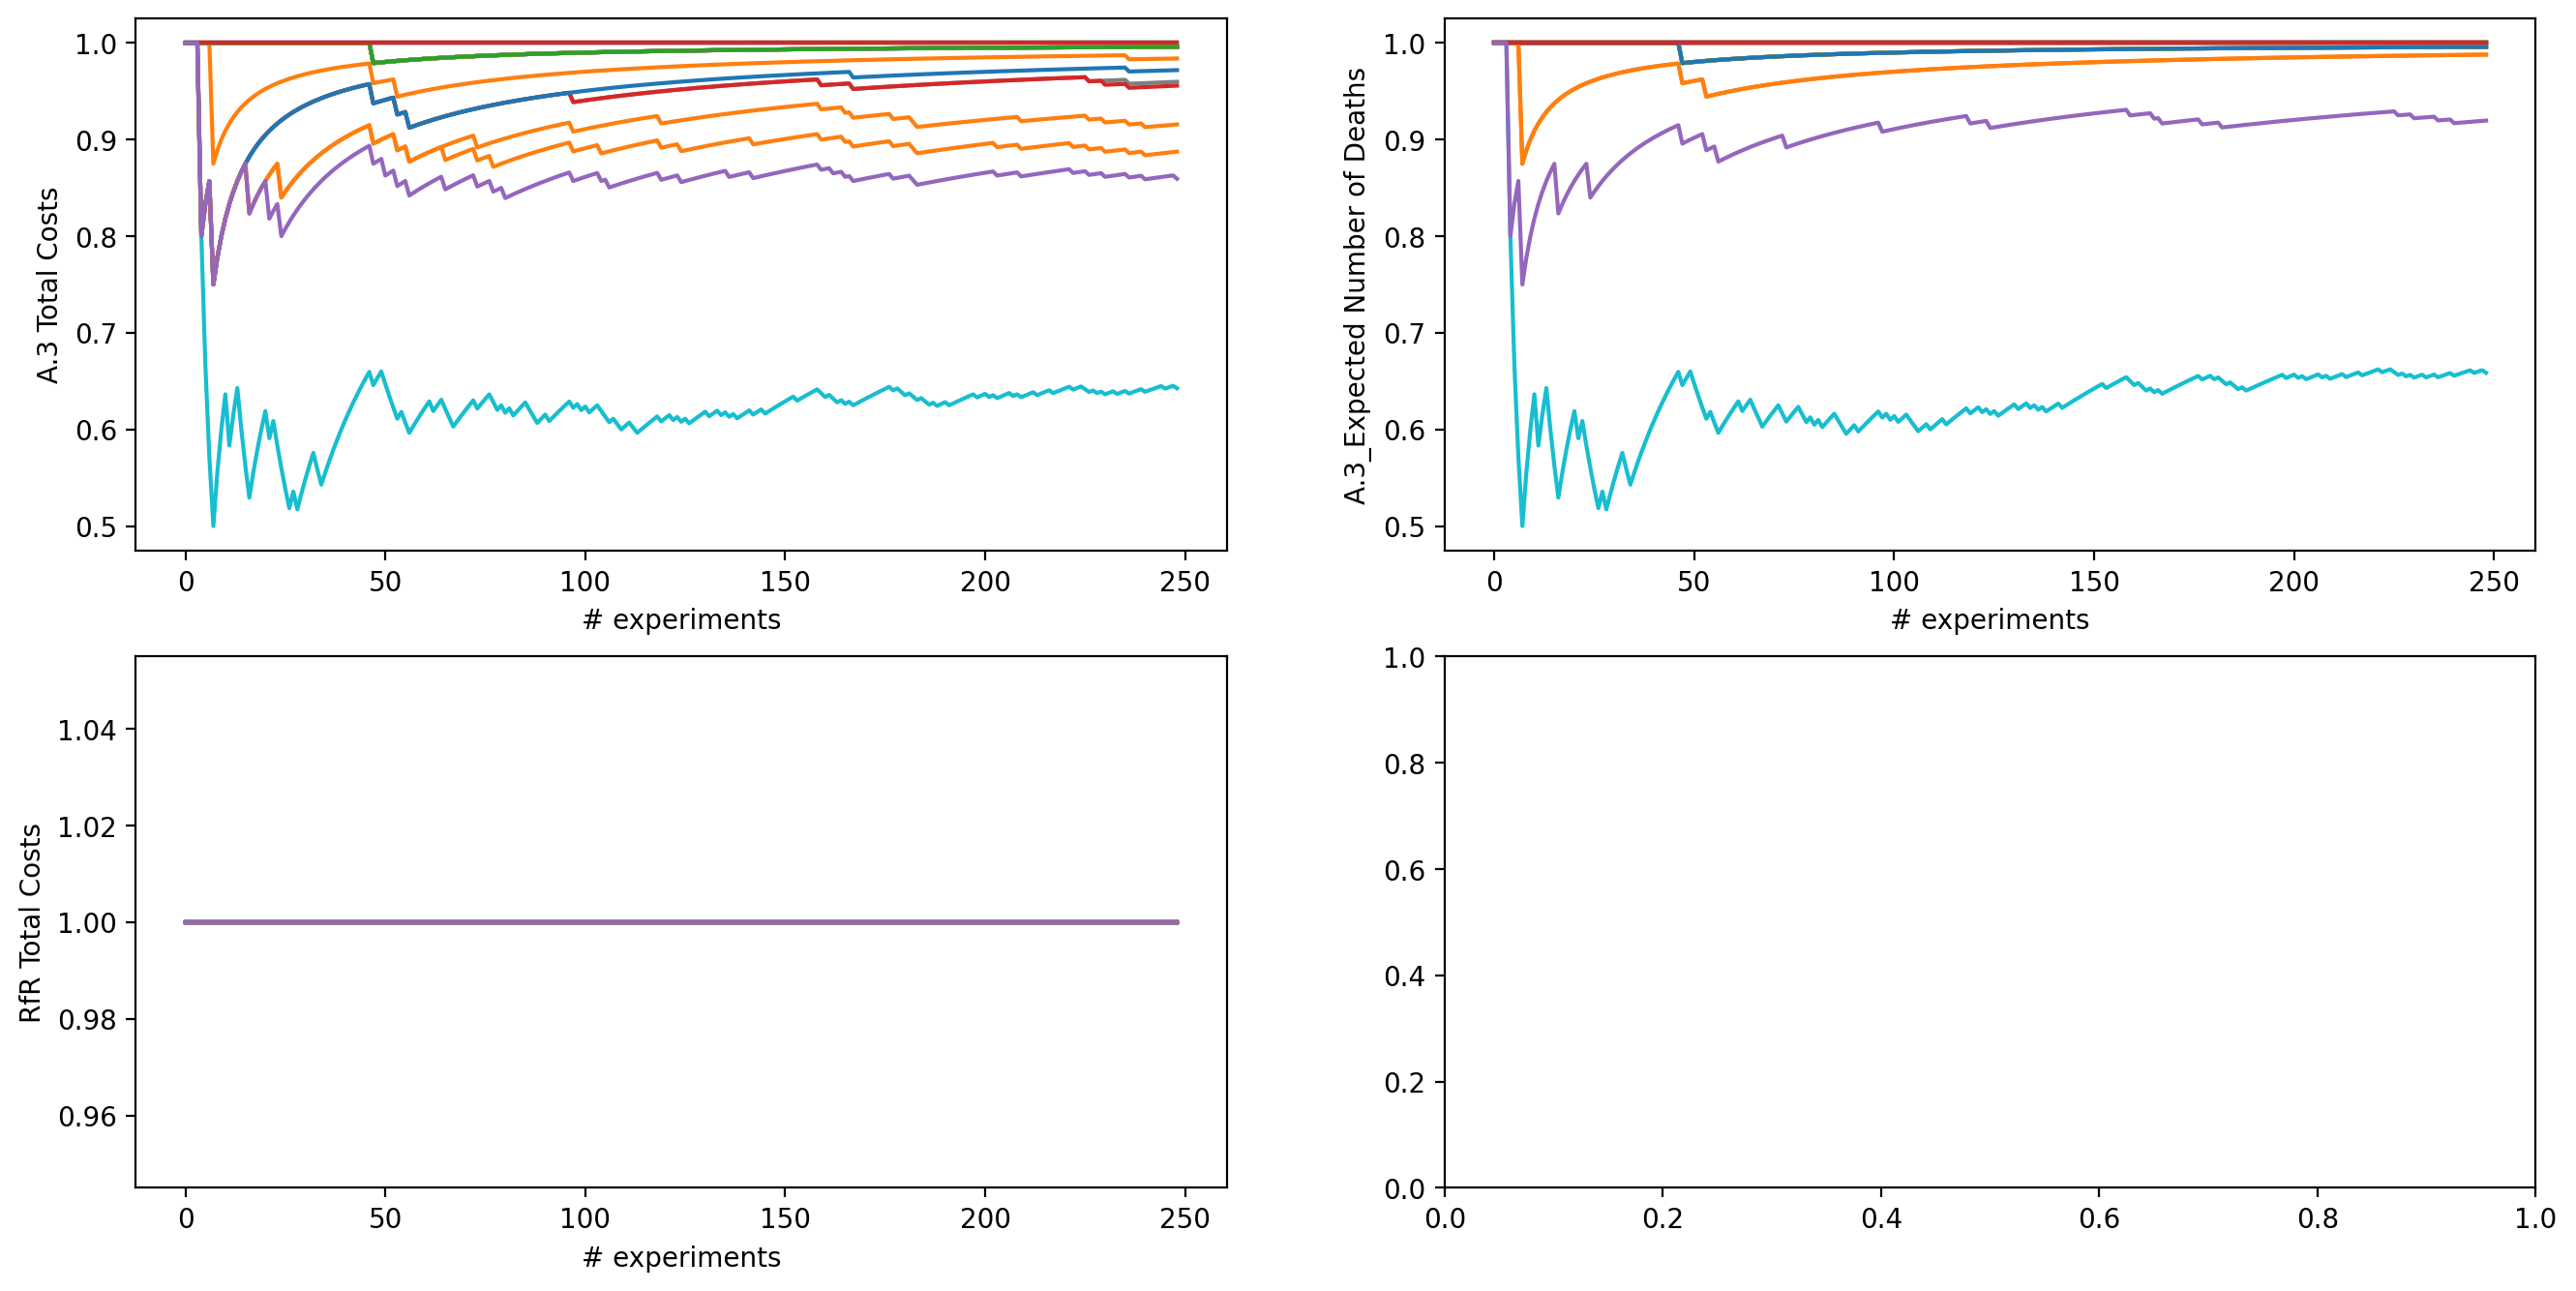 1.0
0.9
0.8
0.7
0.6
0.5
A.3 Total Costs
0 50 100 150 200 250
# experiments
1.0
0.9
0.8
0.7
0.6
0.5
A.3_Expected Number of Deaths
0 50 100 150 200 250
# experiments
1.04
1.02
1.00
0.98
0.96
RfR Total Costs
0 50 100 150 200 250
# experiments
1.0
0.8
0.6
0.4
0.2
0.0
0.0 0.2 0.4 0.6 0.8 1.0